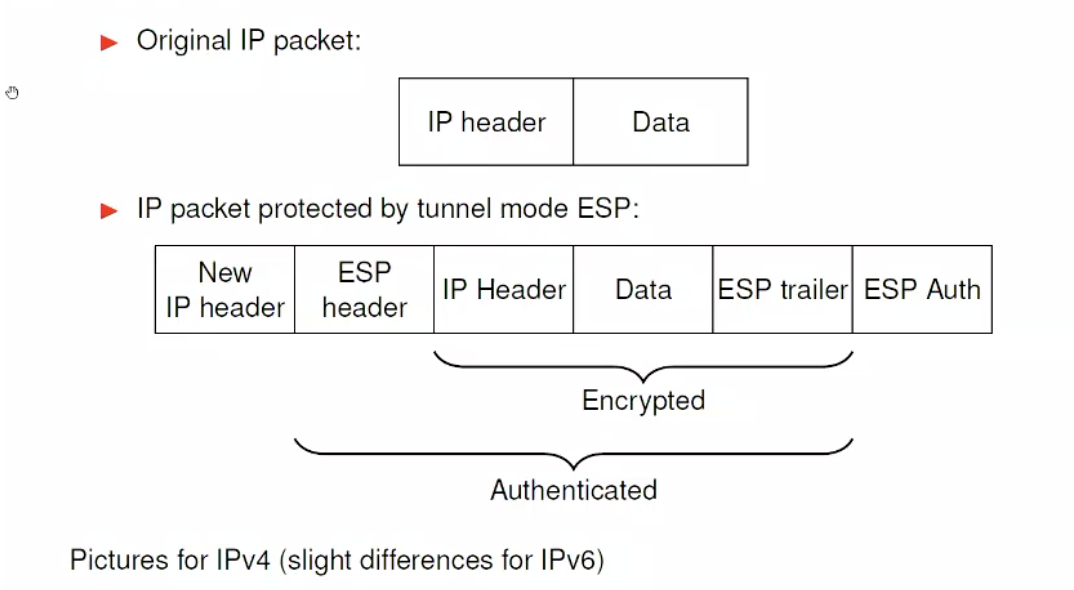 Original IP packet:
IP header Data
IP packet protected by tunnel mode ESP:
New IP header ESP header IP Header Data ESP trailer ESP Auth
Encrypted
Authenticated
Pictures for IPv4 (slight differences for IPv6)